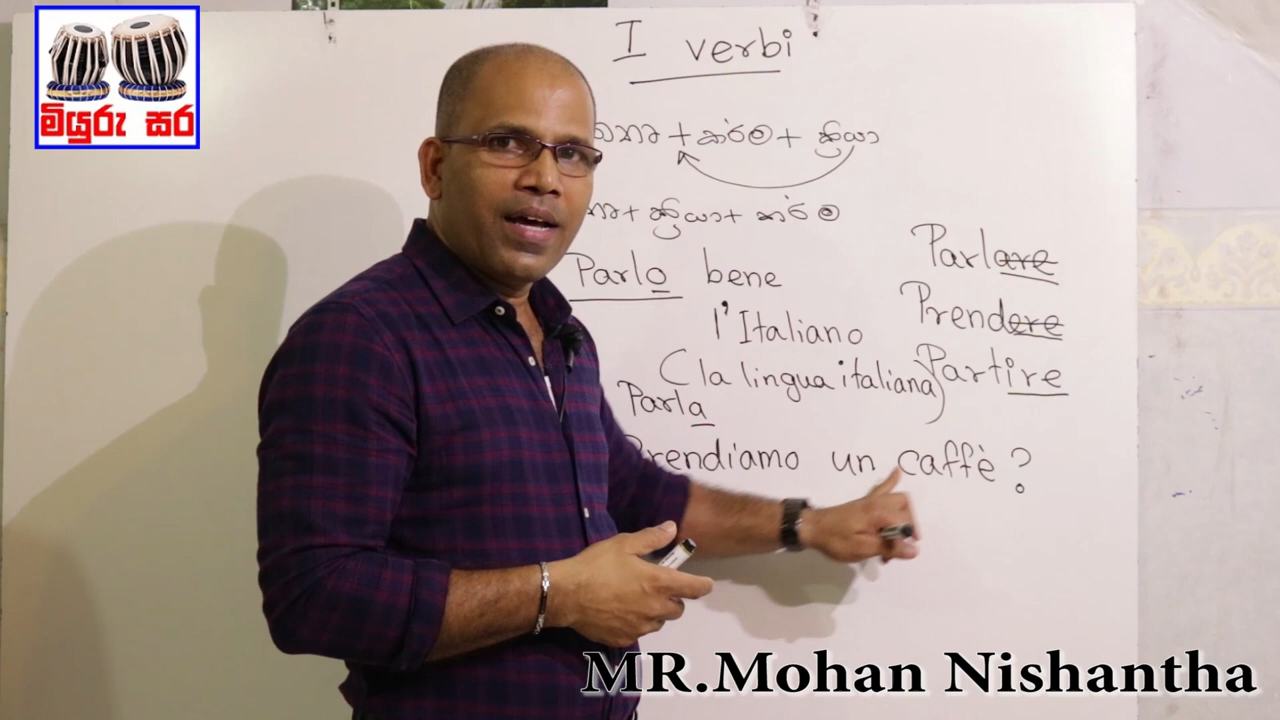 මියුරු සර
I verbi
+ කර්ම + ක්‍රියා
+ ක්‍රියා + කර්ම
Parlo bene
l'Italiano
(la lingua italiana)
Parla
Prendiamo un caffè?
Parlare
Prendere
Partire
MR.Mohan Nishantha